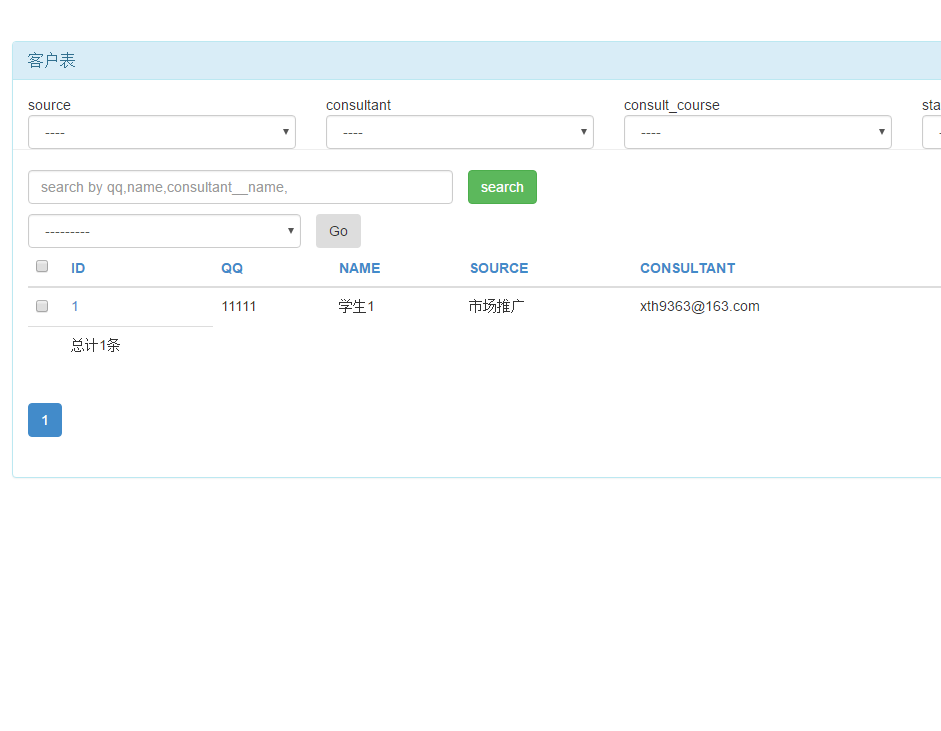 客户表
source consultant consult_course sta
---- ---- ---- -
search by qq,name,consultant__name, search
--------- Go
ID QQ NAME SOURCE CONSULTANT
1 11111 学生1 市场推广 xth9363@163.com
总计1条
1